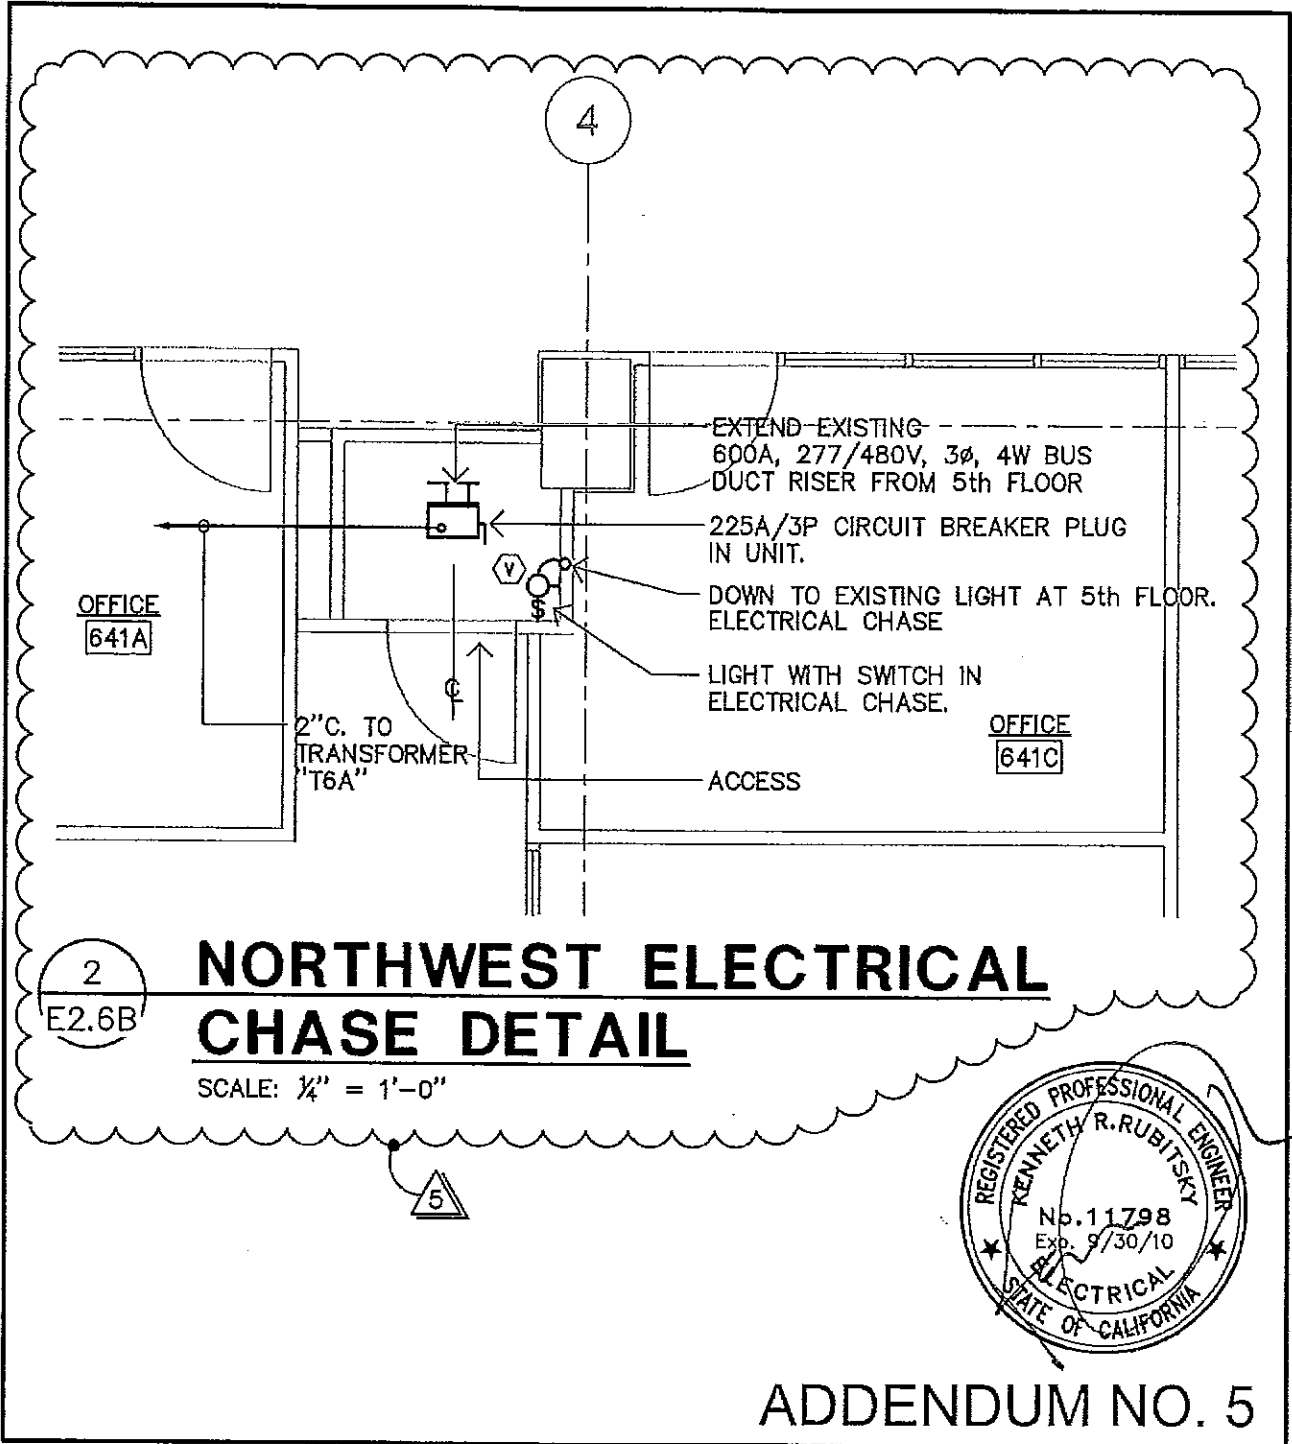 4
EXTEND EXISTING
600A, 277/480V, 3ø, 4W BUS
DUCT RISER FROM 5th FLOOR
225A/3P CIRCUIT BREAKER PLUG
IN UNIT.
V
DOWN TO EXISTING LIGHT AT 5th FLOOR.
ELECTRICAL CHASE
$
OFFICE
641A
LIGHT WITH SWITCH IN
ELECTRICAL CHASE.
℄
OFFICE
641C
2"C. TO
TRANSFORMER
"T6A"
ACCESS
2
E2.6B
NORTHWEST ELECTRICAL
CHASE DETAIL
SCALE: ¼" = 1'-0"
5
REGISTERED PROFESSIONAL ENGINEER
KENNETH R. RUBITSKY
No. 11798
Exp. 9/30/10
ELECTRICAL
STATE OF CALIFORNIA
ADDENDUM NO. 5